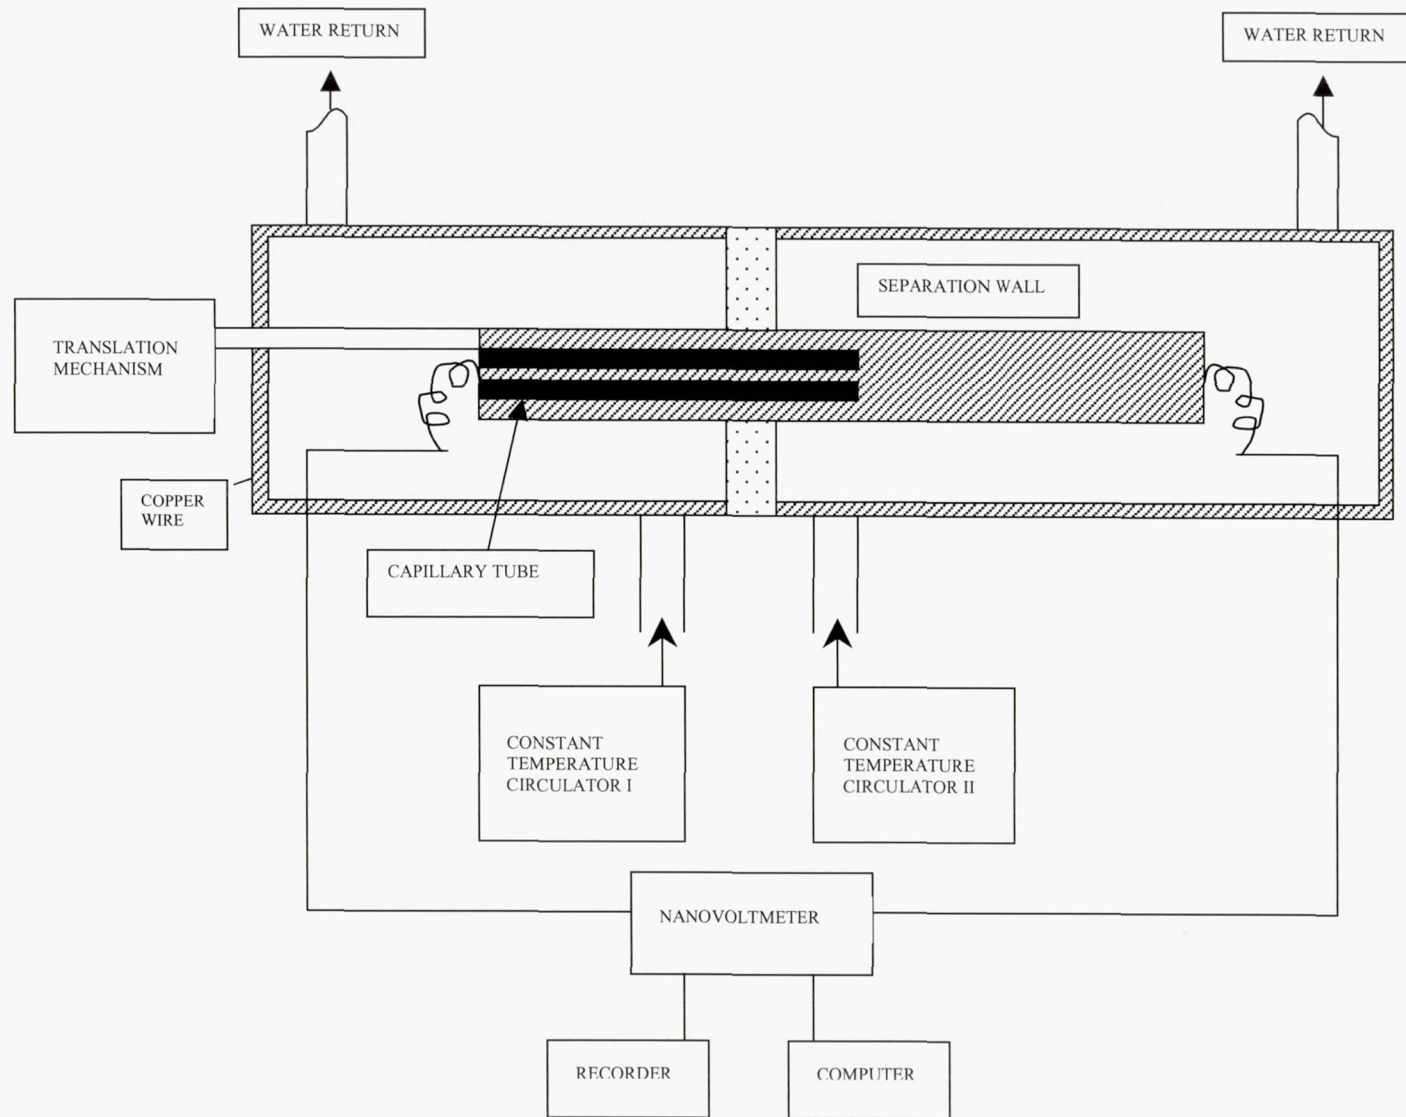 WATER RETURN
WATER RETURN
SEPARATION WALL
TRANSLATION
MECHANISM
COPPER
WIRE
CAPILLARY TUBE
CONSTANT
TEMPERATURE
CIRCULATOR I
CONSTANT
TEMPERATURE
CIRCULATOR II
NANOVOLTMETER
RECORDER
COMPUTER